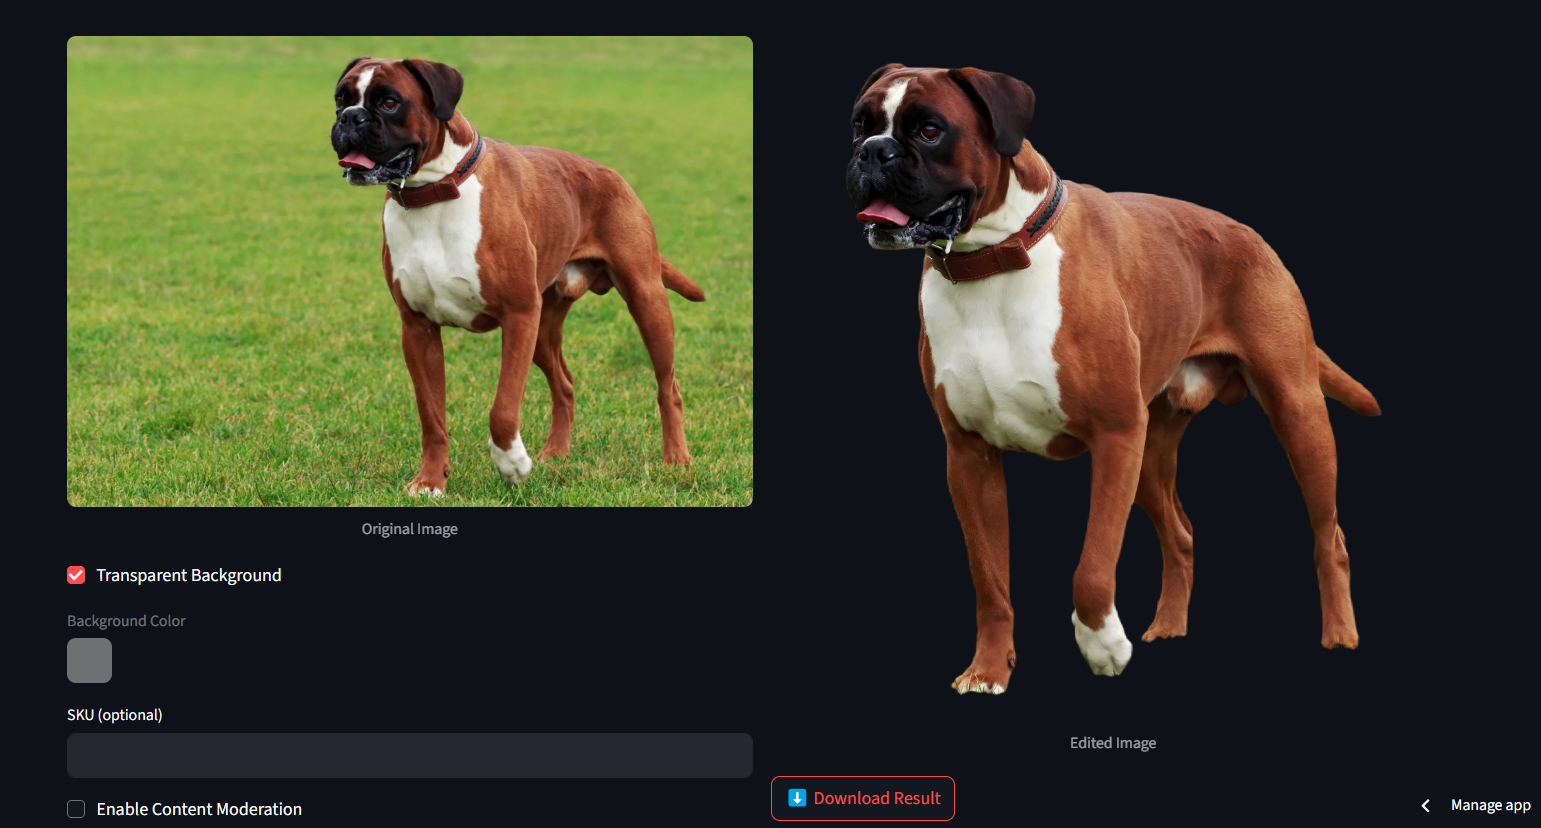 Original Image
Transparent Background
Background Color
SKU (optional)
Enable Content Moderation
Edited Image
Download Result
Manage app